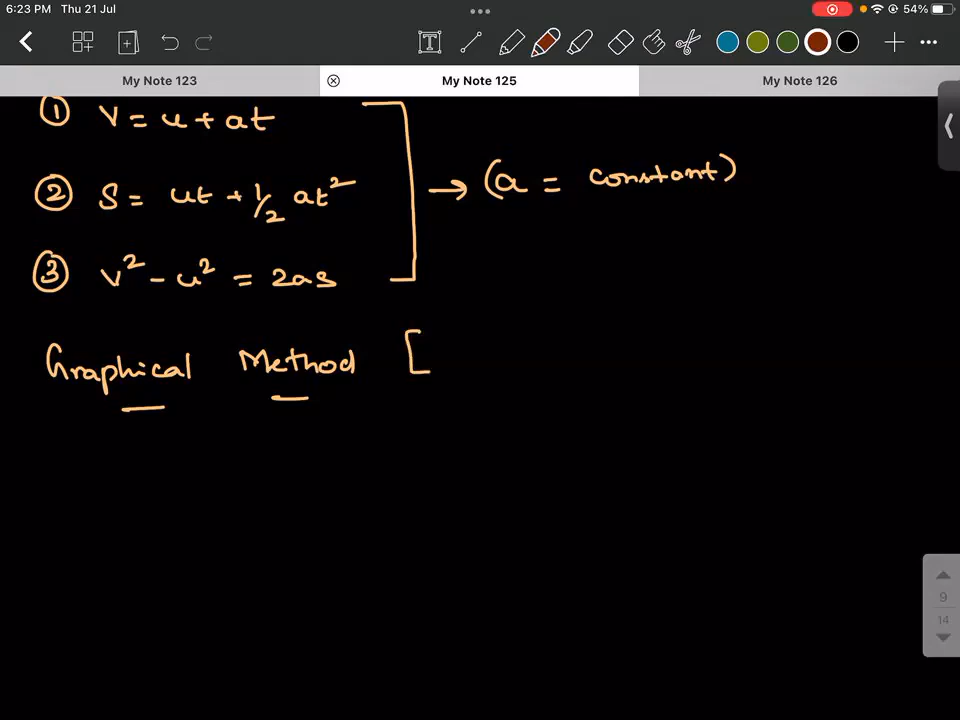 6:23 PM Thu 21 Jul 54%
My Note 123 My Note 125 My Note 126
① v = u + at
② S = ut + 1/2 at²
→ (a = constant)
③ v² - u² = 2as
Graphical Method [
9
14